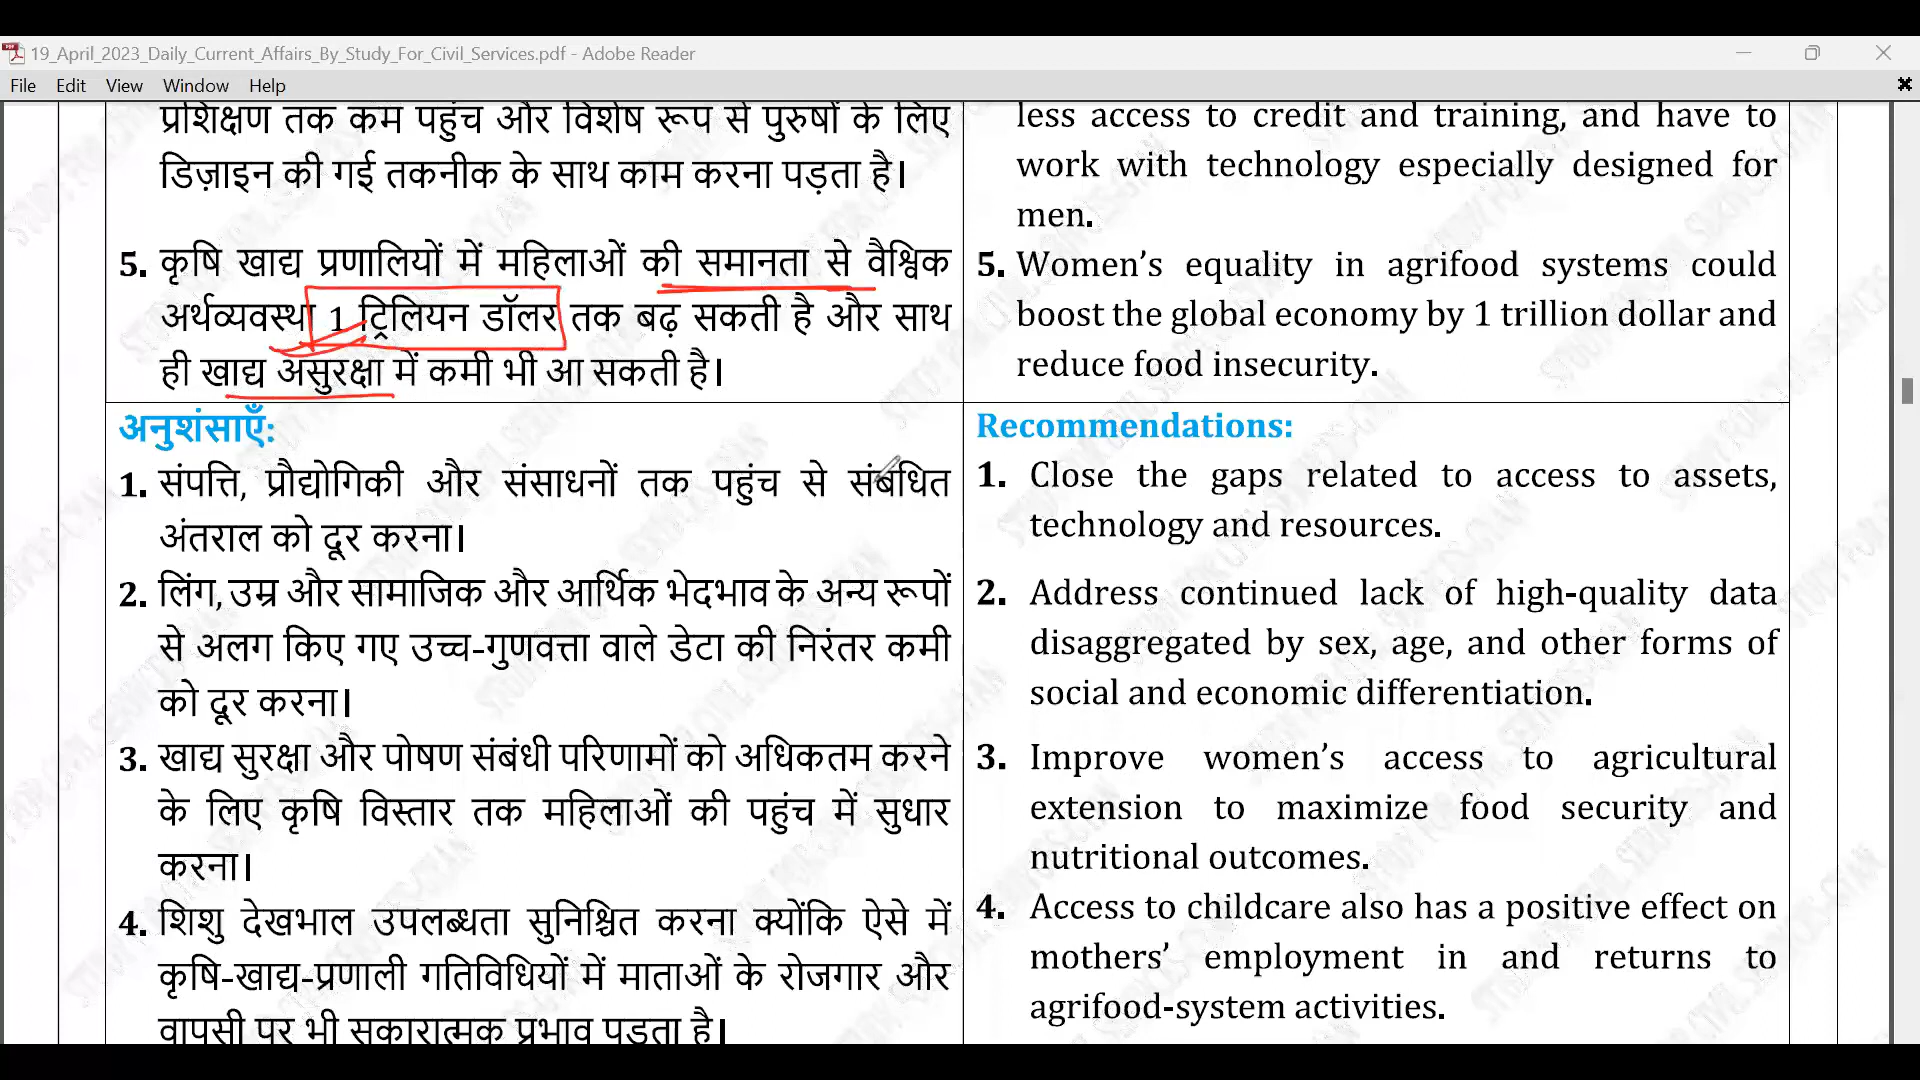 19_April_2023_Daily_Current_Affairs_By_Study_For_Civil_Services.pdf - Adobe Reader
File Edit View Window Help
प्रशिक्षण तक कम पहुंच और विशेष रूप से पुरुषों के लिए
डिज़ाइन की गई तकनीक के साथ काम करना पड़ता है।
5. कृषि खाद्य प्रणालियों में महिलाओं की समानता से वैश्विक
अर्थव्यवस्था 1 ट्रिलियन डॉलर तक बढ़ सकती है और साथ
ही खाद्य असुरक्षा में कमी भी आ सकती है।
अनुशंसाएँ:
1. संपत्ति, प्रौद्योगिकी और संसाधनों तक पहुंच से संबंधित
अंतराल को दूर करना।
2. लिंग, उम्र और सामाजिक और आर्थिक भेदभाव के अन्य रूपों
से अलग किए गए उच्च-गुणवत्ता वाले डेटा की निरंतर कमी
को दूर करना।
3. खाद्य सुरक्षा और पोषण संबंधी परिणामों को अधिकतम करने
के लिए कृषि विस्तार तक महिलाओं की पहुंच में सुधार
करना।
4. शिशु देखभाल उपलब्धता सुनिश्चित करना क्योंकि ऐसे में
कृषि-खाद्य-प्रणाली गतिविधियों में माताओं के रोजगार और
वापसी पर भी सकारात्मक प्रभाव पड़ता है।
less access to credit and training, and have to
work with technology especially designed for
men.
5. Women’s equality in agrifood systems could
boost the global economy by 1 trillion dollar and
reduce food insecurity.
Recommendations:
1. Close the gaps related to access to assets,
technology and resources.
2. Address continued lack of high-quality data
disaggregated by sex, age, and other forms of
social and economic differentiation.
3. Improve women’s access to agricultural
extension to maximize food security and
nutritional outcomes.
4. Access to childcare also has a positive effect on
mothers’ employment in and returns to
agrifood-system activities.